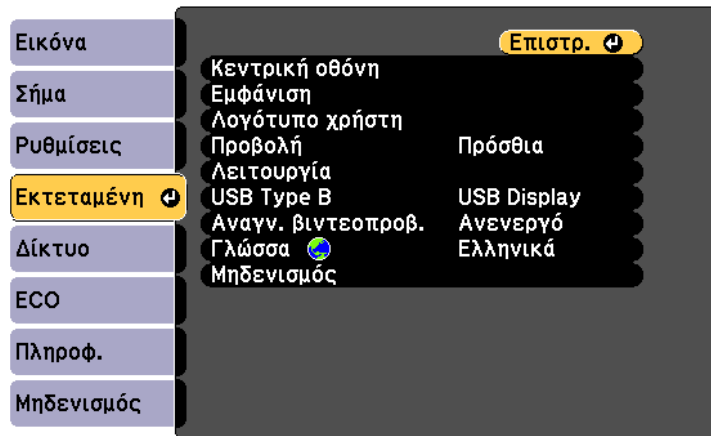 Εικόνα
Σήμα
Ρυθμίσεις
Εκτεταμένη
Δίκτυο
ECO
Πληροφ.
Μηδενισμός
Επιστρ.
Κεντρική οθόνη
Εμφάνιση
Λογότυπο χρήστη
Προβολή Πρόσθια
Λειτουργία
USB Type B USB Display
Αναγν. βιντεοπροβ. Ανενεργό
Γλώσσα Ελληνικά
Μηδενισμός